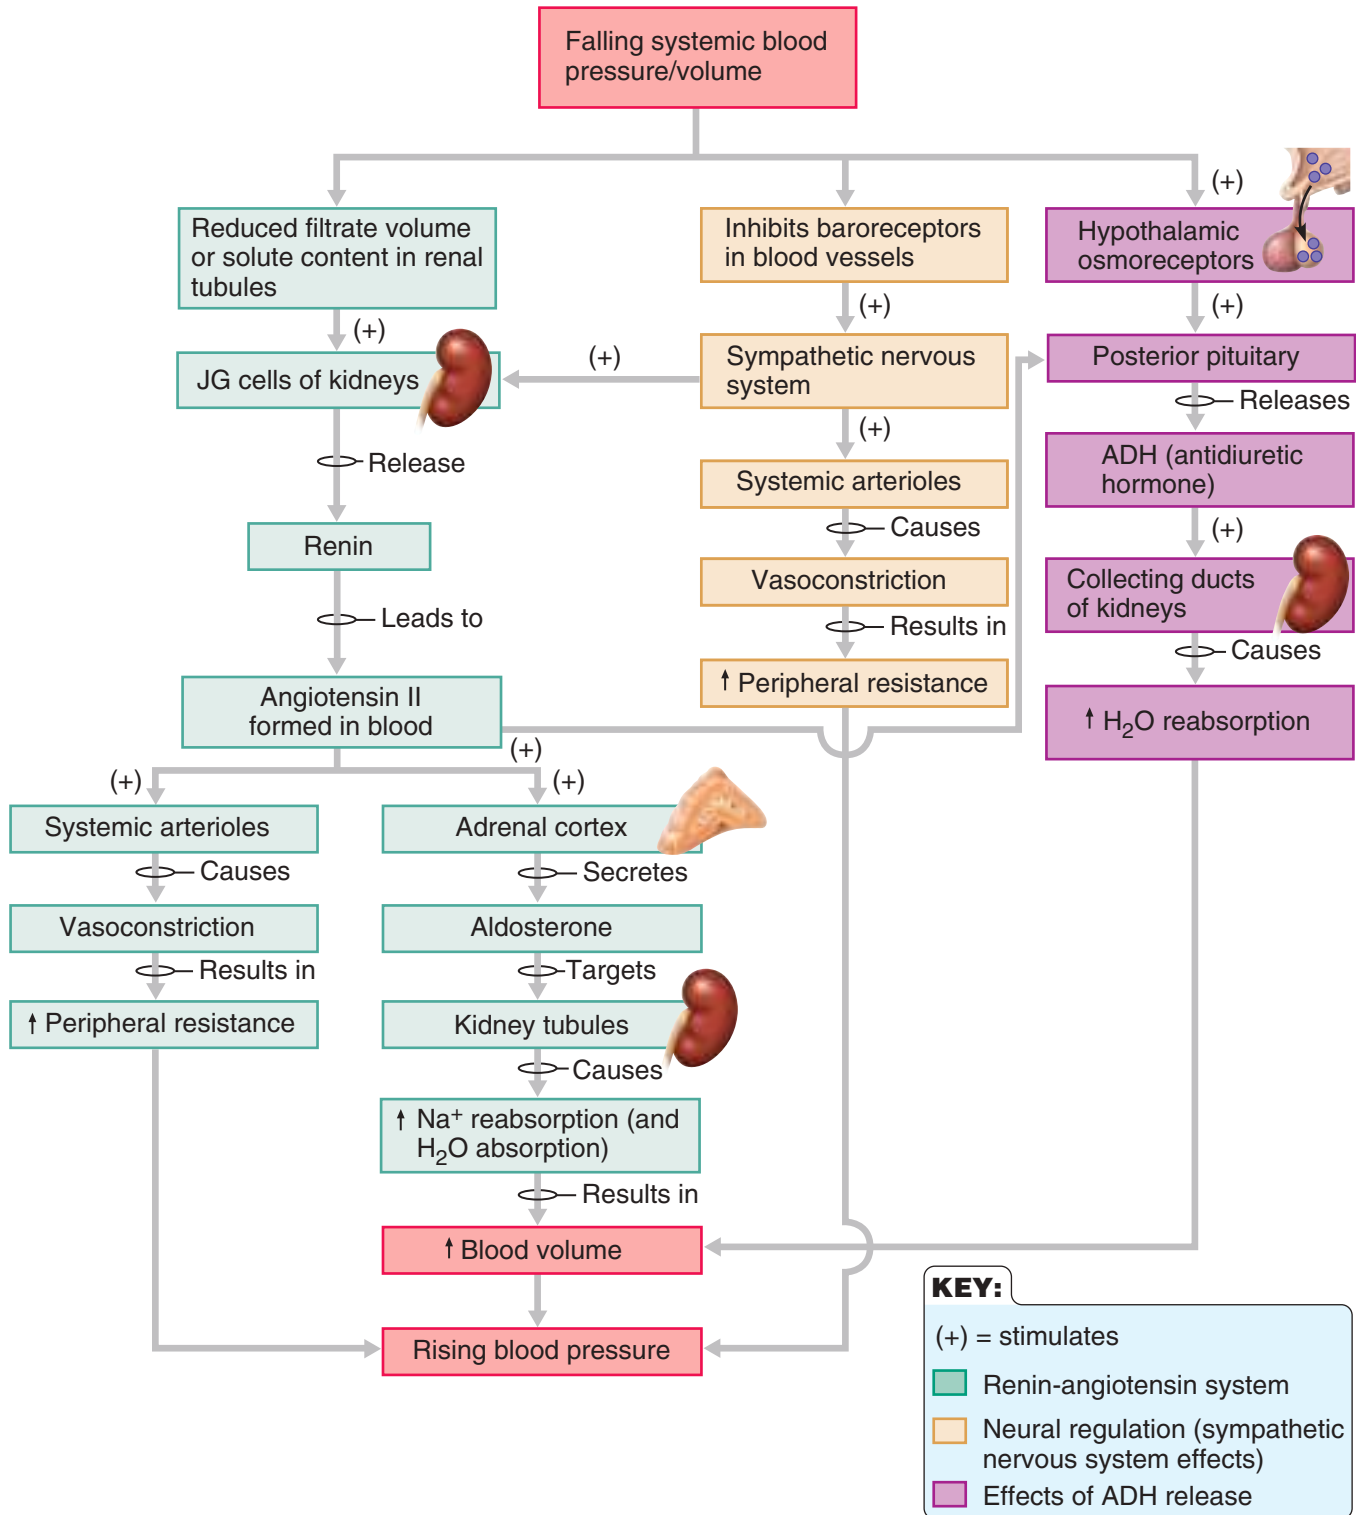 Falling systemic blood
pressure/volume
(+)
Reduced filtrate volume
or solute content in renal
tubules
Inhibits baroreceptors
in blood vessels
Hypothalamic
osmoreceptors
(+)
(+)
(+)
JG cells of kidneys
(+)
Sympathetic nervous
system
Posterior pituitary
Releases
(+)
Release
Systemic arterioles
ADH (antidiuretic
hormone)
Causes
(+)
Renin
Vasoconstriction
Collecting ducts
of kidneys
Leads to
Results in
Causes
Angiotensin II
formed in blood
↑ Peripheral resistance
↑ H₂O reabsorption
(+)
(+)
(+)
Systemic arterioles
Adrenal cortex
Causes
Secretes
Vasoconstriction
Aldosterone
Results in
Targets
↑ Peripheral resistance
Kidney tubules
Causes
↑ Na⁺ reabsorption (and
H₂O absorption)
Results in
↑ Blood volume
Rising blood pressure
KEY:
(+) = stimulates
Renin-angiotensin system
Neural regulation (sympathetic
nervous system effects)
Effects of ADH release